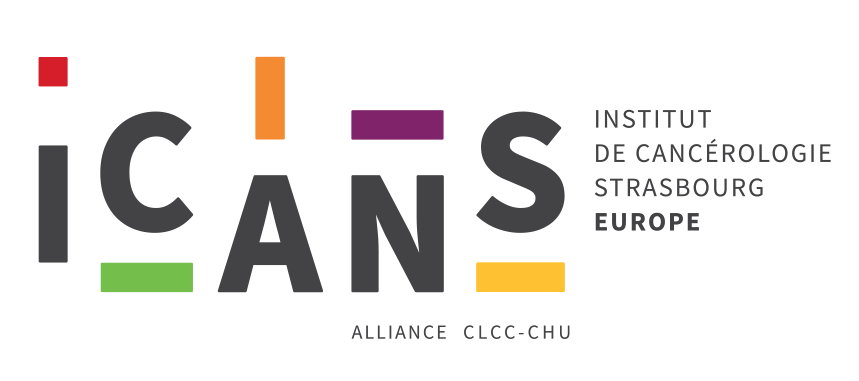 iCANS
INSTITUT
DE CANCÉROLOGIE
STRASBOURG
EUROPE
ALLIANCE CLCC-CHU